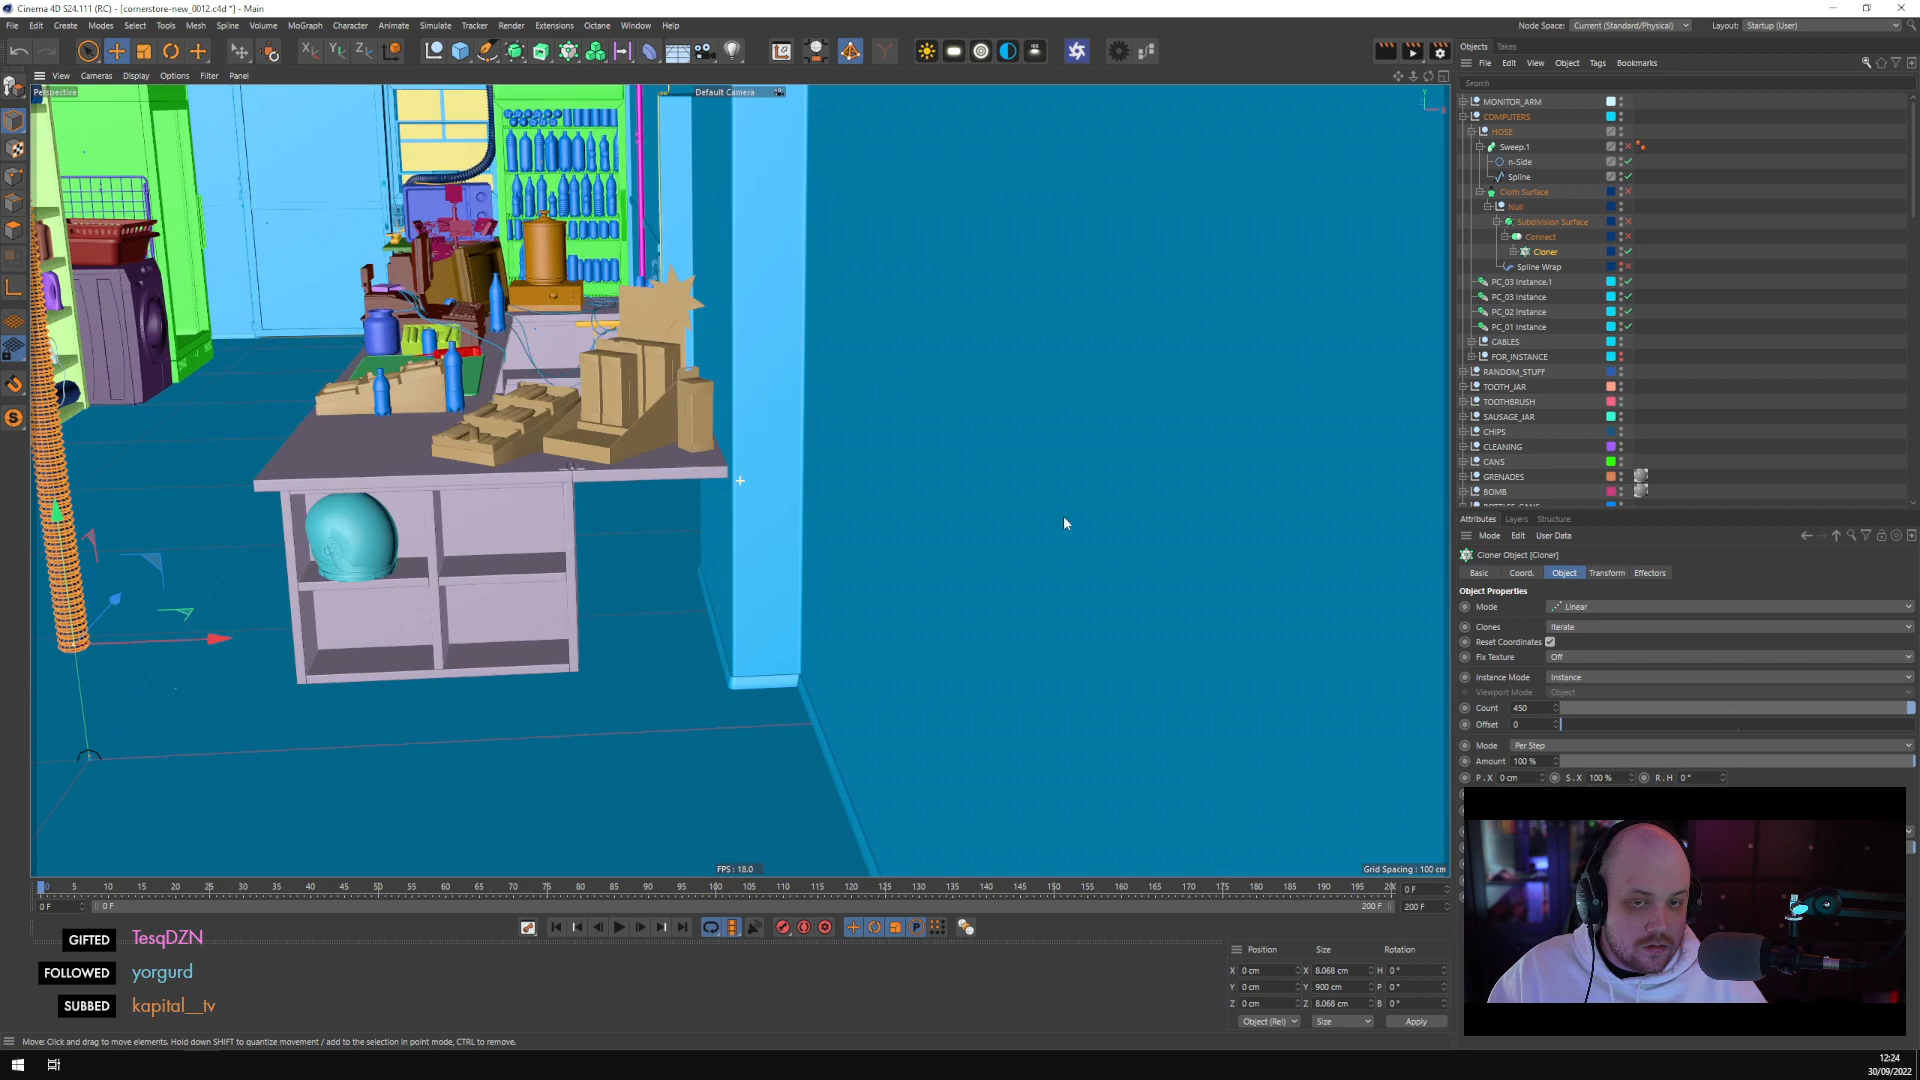 Cinema 4D S24.111 (RC) - [cornerstore-new_0012.c4d *] - Main
File Edit Create Modes Select Tools Mesh Spline Volume MoGraph Character Animate Simulate Tracker Render Extensions Octane Window Help
Node Space: Current (Standard/Physical) Layout: Startup (User)
Objects Takes
View Cameras Display Options Filter Panel
File Edit View Object Tags Bookmarks
Search
Perspective
Default Camera
MONITOR_ARM
COMPUTERS
HOSE
Sweep.1
n-Side
Spline
Cloth Surface
Null
Subdivision Surface
Connect
Cloner
Spline Wrap
PC_03 Instance.1
PC_03 Instance
PC_02 Instance
PC_01 Instance
CABLES
FOR_INSTANCE
RANDOM_STUFF
TOOTH_JAR
TOOTHBRUSH
SAUSAGE_JAR
CHIPS
CLEANING
CANS
GRENADES
BOMB
Attributes Layers Structure
Mode Edit User Data
Cloner Object [Cloner]
Basic Coord. Object Transform Effectors
Object Properties
Mode Linear
Clones Iterate
Reset Coordinates
Fix Texture Off
Instance Mode Instance
Viewport Mode Object
Count 450
Offset 0
Mode Per Step
Amount 100 %
P . X 0 cm S . X 100 % R . H 0 °
FPS : 18.0
Grid Spacing : 100 cm
0 5 10 15 20 25 30 35 40 45 50 55 60 65 70 75 80 85 90 95 100 105 110 115 120 125 130 135 140 145 150 155 160 165 170 175 180 185 190 195 200 0 F
0 F 0 F 200 F 200 F
GIFTED TesqDZN
FOLLOWED yorgurd
SUBBED kapital__tv
Position Size Rotation
X 0 cm X 8.068 cm H 0 °
Y 0 cm Y 900 cm P 0 °
Z 0 cm Z 8.068 cm B 0 °
Object (Rel) Size Apply
Move: Click and drag to move elements. Hold down SHIFT to quantize movement / add to the selection in point mode, CTRL to remove.
12:24
30/09/2022